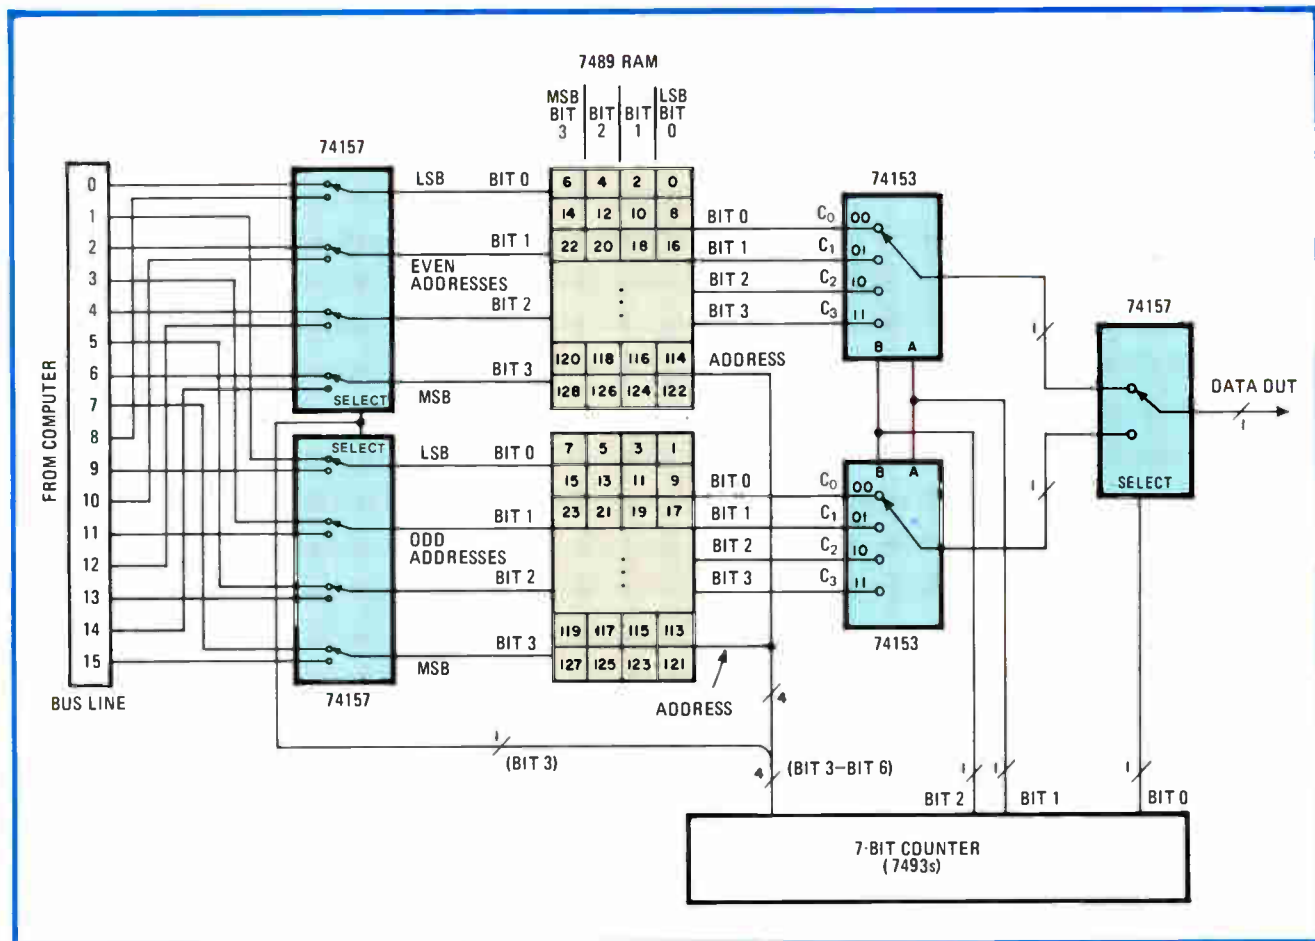 7489 RAM
MSB BIT 3
BIT 2
BIT 1
LSB BIT 0
FROM COMPUTER
0
1
2
3
4
5
6
7
8
9
10
11
12
13
14
15
BUS LINE
74157
SELECT
SELECT
74157
LSB
BIT 0
BIT 1
EVEN
ADDRESSES
BIT 2
BIT 3
MSB
LSB
BIT 0
BIT 1
ODD
ADDRESSES
BIT 2
BIT 3
MSB
6 4 2 0
14 12 10 8
22 20 18 16
120 118 116 114
128 126 124 122
7 5 3 1
15 13 11 9
23 21 19 17
119 117 115 113
127 125 123 121
BIT 0 C0 00
BIT 1 C1 01
BIT 2 C2 10
BIT 3 C3 11
ADDRESS
74153
B A
BIT 0 C0 00
BIT 1 C1 01
BIT 2 C2 10
BIT 3 C3 11
B A
74153
ADDRESS
74157
SELECT
DATA OUT
1
1
1
4
1
(BIT 3)
4
(BIT 3–BIT 6)
1
1
1
BIT 2
BIT 1
BIT 0
7-BIT COUNTER
(7493s)